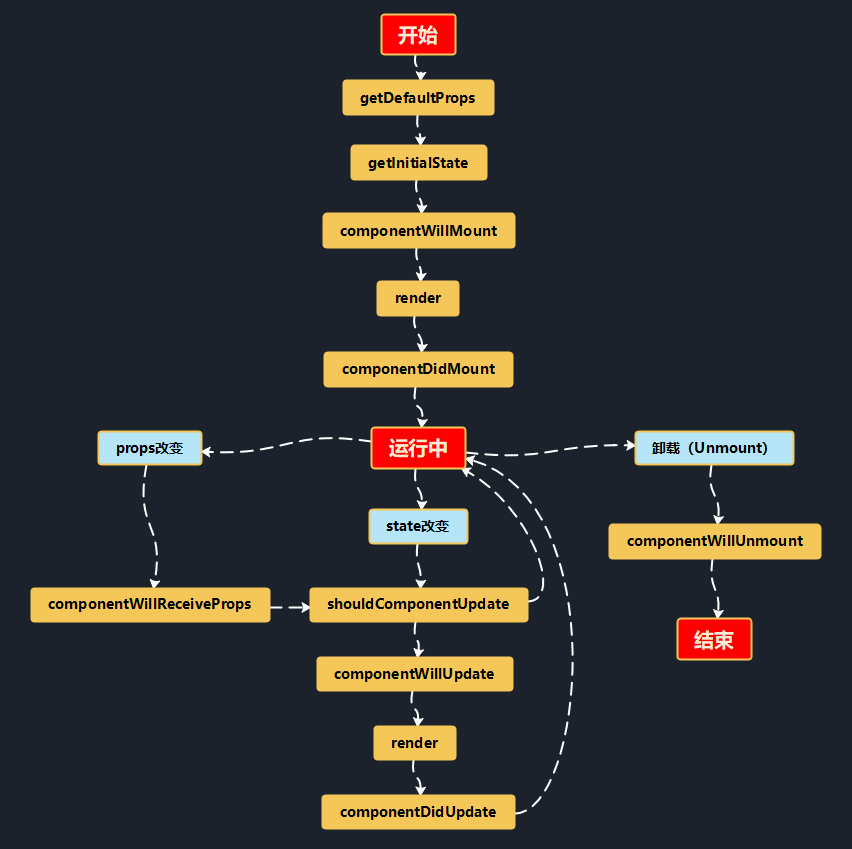 开始
getDefaultProps
getInitialState
componentWillMount
render
componentDidMount
props改变
运行中
卸载（Unmount）
state改变
componentWillUnmount
componentWillReceiveProps
shouldComponentUpdate
结束
componentWillUpdate
render
componentDidUpdate